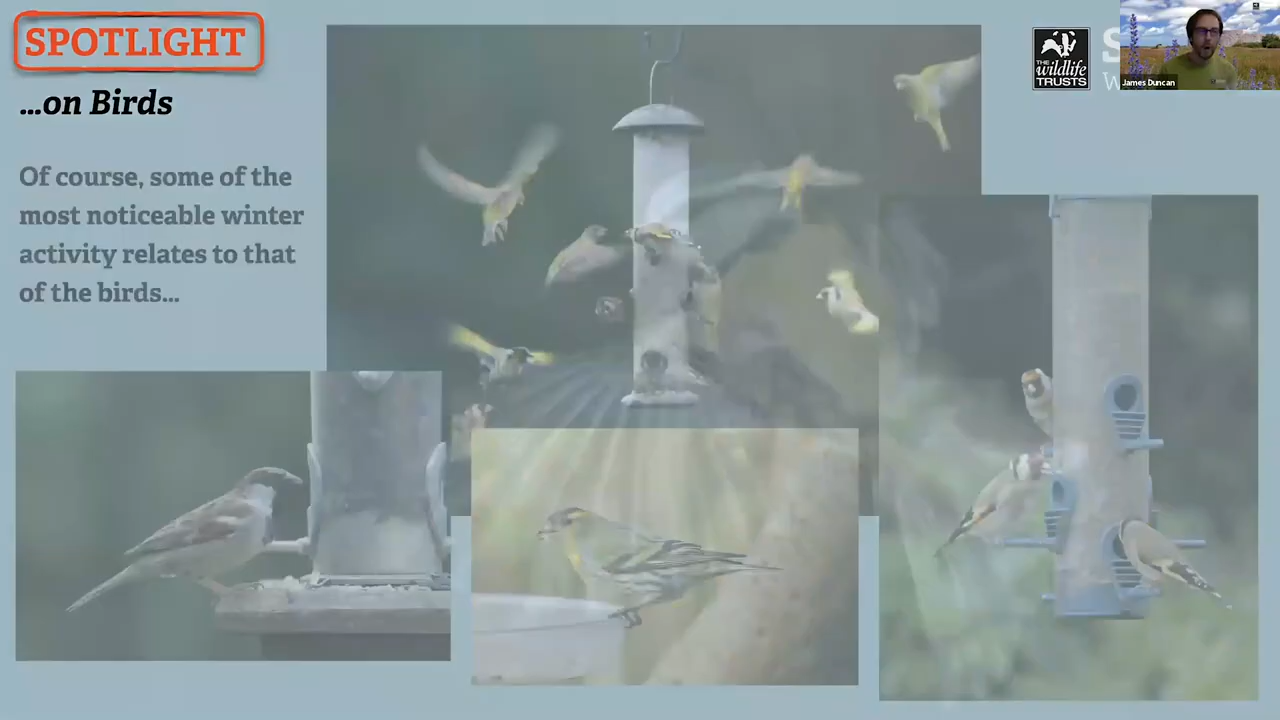 SPOTLIGHT
...on Birds
Of course, some of the
most noticeable winter
activity relates to that
of the birds...
THE
wildlife
TRUSTS
S
W
James Duncan